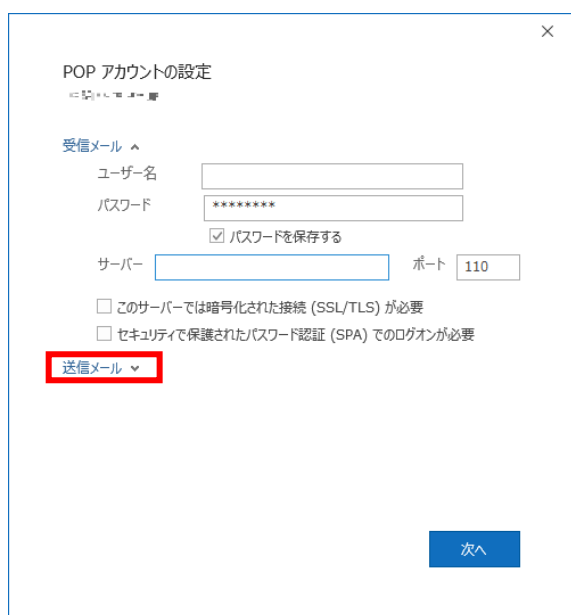 POP アカウントの設定
受信メール
ユーザー名
パスワード ********
パスワードを保存する
サーバー ポート 110
このサーバーでは暗号化された接続 (SSL/TLS) が必要
セキュリティで保護されたパスワード認証 (SPA) でのログオンが必要
送信メール
次へ